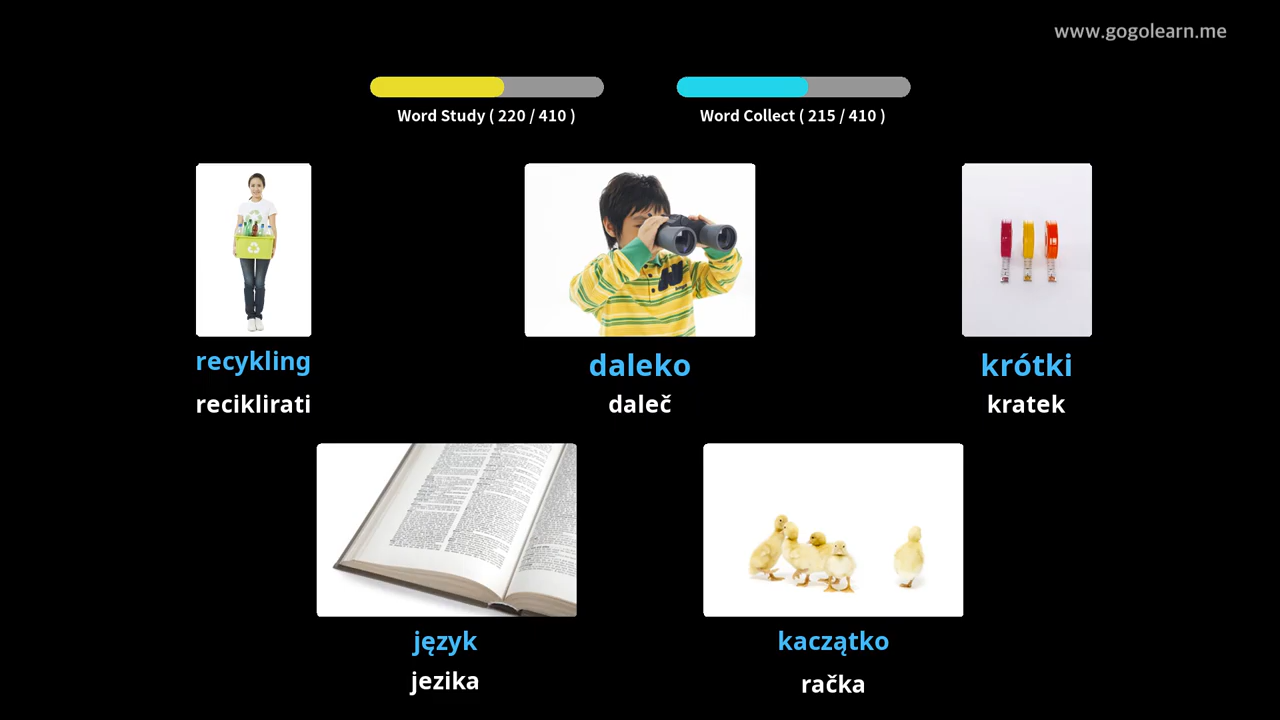 www.gogolearn.me
Word Study ( 220 / 410 )
Word Collect ( 215 / 410 )
recykling
reciklirati
daleko
daleč
krótki
kratek
język
jezika
kaczątko
račka